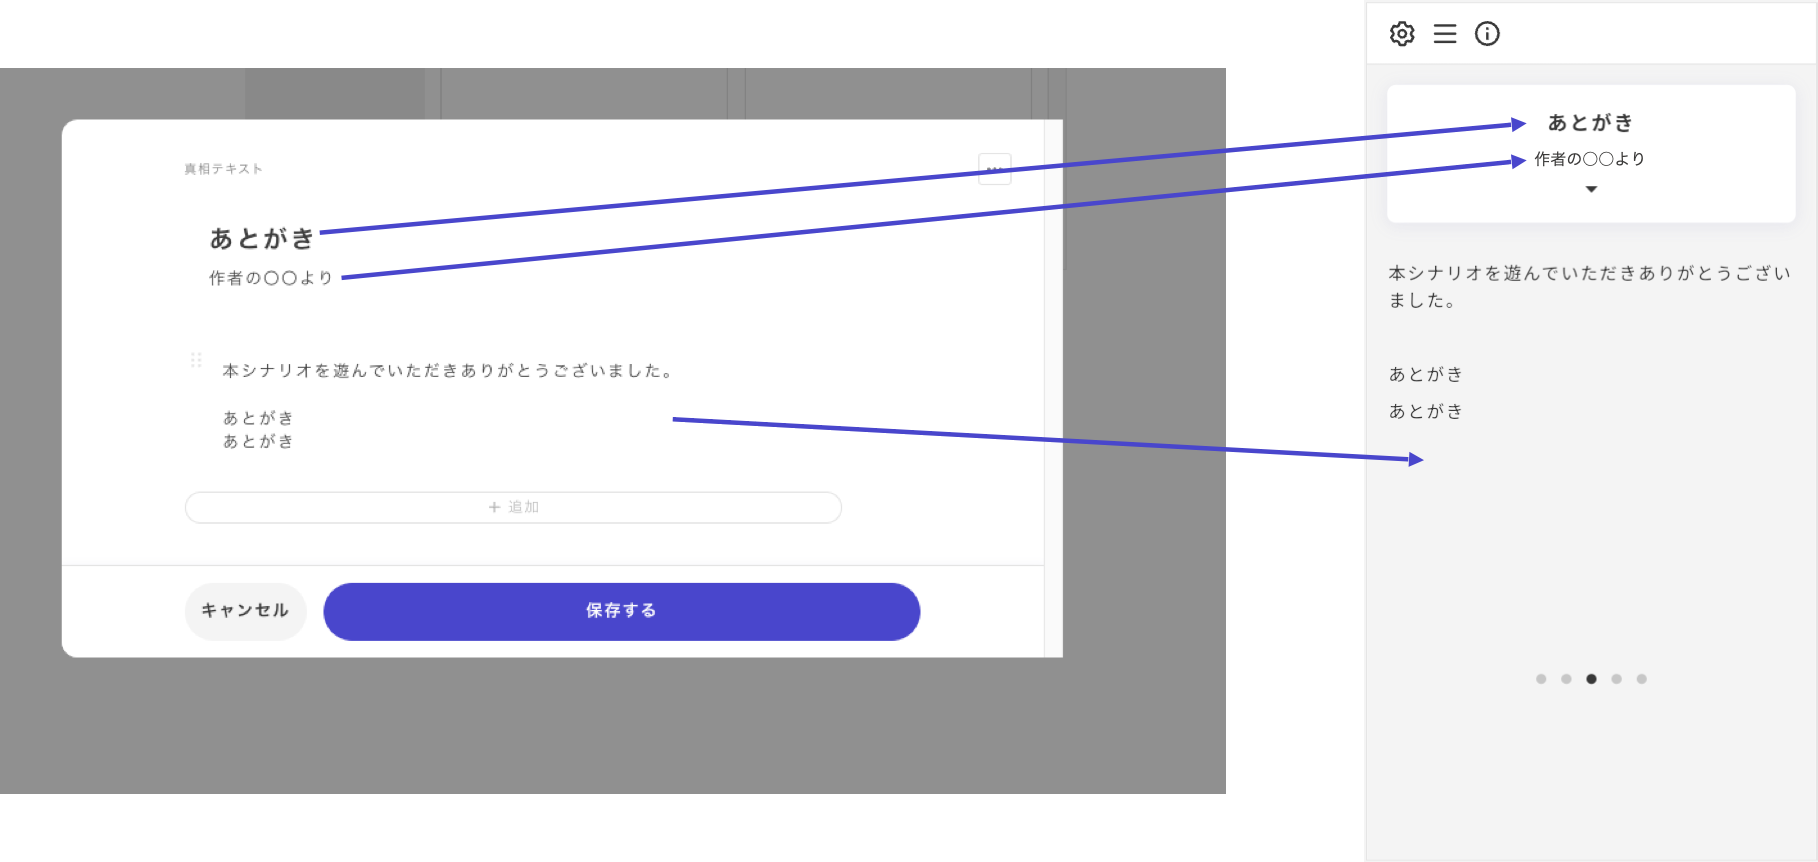 真相テキスト
あとがき
作者の〇〇より
本シナリオを遊んでいただきありがとうございました。
あとがき
あとがき
+ 追加
キャンセル
保存する
あとがき
作者の〇〇より
本シナリオを遊んでいただきありがとうござい
ました。
あとがき
あとがき